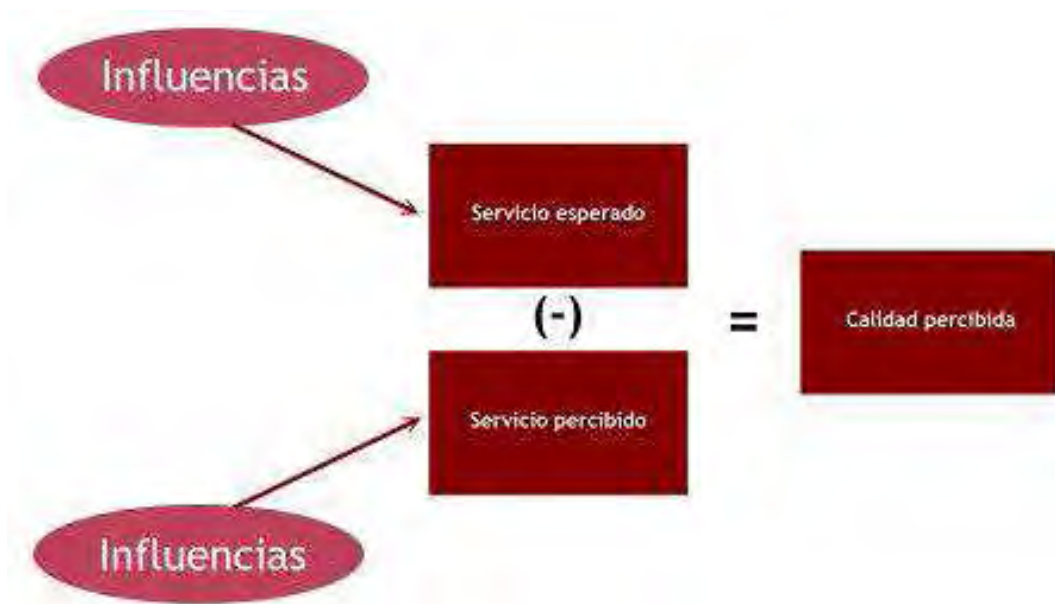 Influencias
Servicio esperado
(-)
=
Calidad percibida
Servicio percibido
Influencias